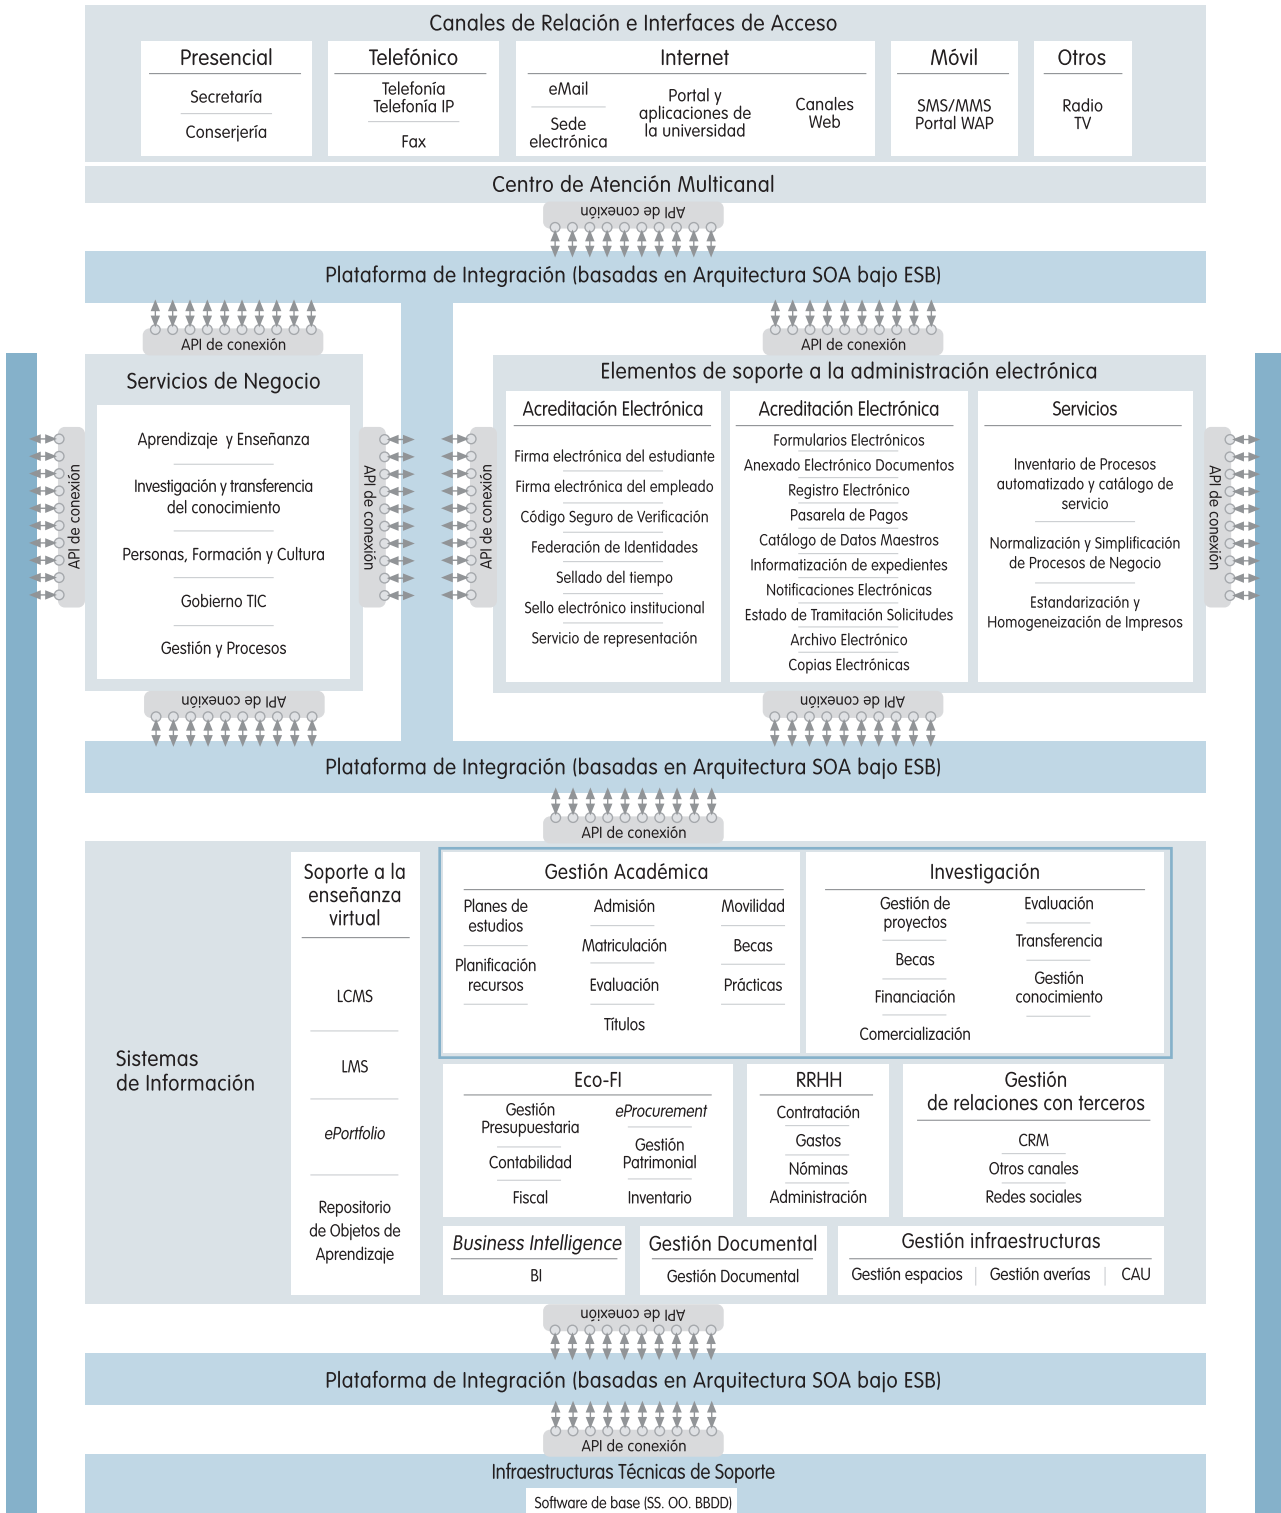 Canales de Relación e Interfaces de Acceso
Presencial
Secretaría
Conserjería
Telefónico
Telefonía
Telefonía IP
Fax
Internet
eMail
Sede
electrónica
Portal y
aplicaciones de
la universidad
Canales
Web
Móvil
SMS/MMS
Portal WAP
Otros
Radio
TV
Centro de Atención Multicanal
API de conexión
Plataforma de Integración (basadas en Arquitectura SOA bajo ESB)
API de conexión
API de conexión
API de conexión
Servicios de Negocio
Aprendizaje y Enseñanza
Investigación y transferencia
del conocimiento
Personas, Formación y Cultura
Gobierno TIC
Gestión y Procesos
API de conexión
API de conexión
API de conexión
Elementos de soporte a la administración electrónica
Acreditación Electrónica
Firma electrónica del estudiante
Firma electrónica del empleado
Código Seguro de Verificación
Federación de Identidades
Sellado del tiempo
Sello electrónico institucional
Servicio de representación
Acreditación Electrónica
Formularios Electrónicos
Anexado Electrónico Documentos
Registro Electrónico
Pasarela de Pagos
Catálogo de Datos Maestros
Informatización de expedientes
Notificaciones Electrónicas
Estado de Tramitación Solicitudes
Archivo Electrónico
Copias Electrónicas
Servicios
Inventario de Procesos
automatizado y catálogo de
servicio
Normalización y Simplificación
de Procesos de Negocio
Estandarización y
Homogeneización de Impresos
API de conexión
API de conexión
Plataforma de Integración (basadas en Arquitectura SOA bajo ESB)
API de conexión
Sistemas
de Información
Soporte a la
enseñanza
virtual
LCMS
LMS
ePortfolio
Repositorio
de Objetos de
Aprendizaje
Gestión Académica
Planes de
estudios
Planificación
recursos
Admisión
Matriculación
Evaluación
Títulos
Movilidad
Becas
Prácticas
Investigación
Gestión de
proyectos
Becas
Financiación
Comercialización
Evaluación
Transferencia
Gestión
conocimiento
Eco-FI
Gestión
Presupuestaria
Contabilidad
Fiscal
eProcurement
Gestión
Patrimonial
Inventario
RRHH
Contratación
Gastos
Nóminas
Administración
Gestión
de relaciones con terceros
CRM
Otros canales
Redes sociales
Business Intelligence
BI
Gestión Documental
Gestión Documental
Gestión infraestructuras
Gestión espacios
Gestión averías
CAU
API de conexión
Plataforma de Integración (basadas en Arquitectura SOA bajo ESB)
API de conexión
Infraestructuras Técnicas de Soporte
Software de base (SS. OO. BBDD)